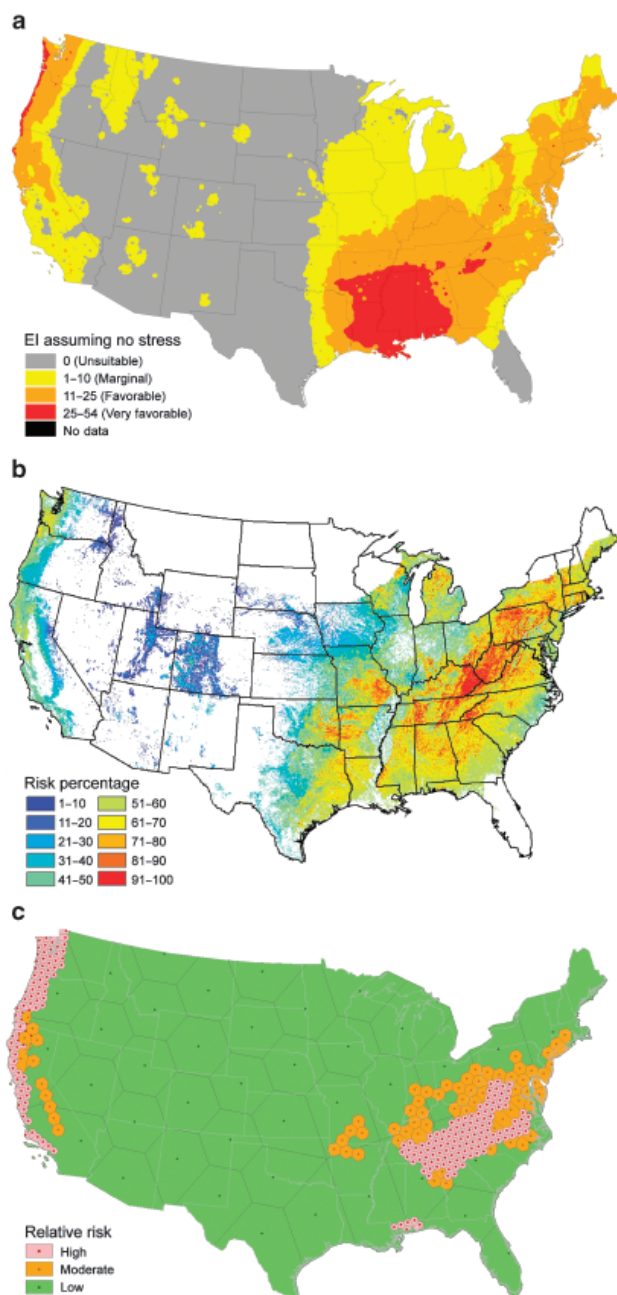 a
EI assuming no stress
0 (Unsuitable)
1–10 (Marginal)
11–25 (Favorable)
25–54 (Very favorable)
No data
b
Risk percentage
1–10 51–60
11–20 61–70
21–30 71–80
31–40 81–90
41–50 91–100
c
Relative risk
High
Moderate
Low